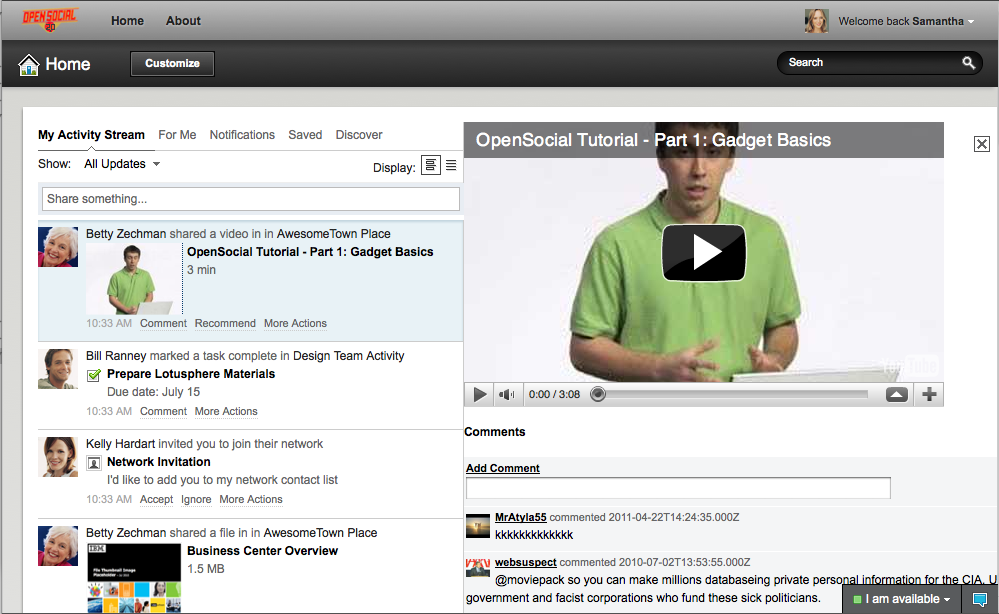 OPENSOCIAL
Home
About
Welcome back Samantha
Home
Customize
Search
My Activity Stream
For Me
Notifications
Saved
Discover
Show: All Updates
Display:
Share something...
Betty Zechman shared a video in in AwesomeTown Place
OpenSocial Tutorial - Part 1: Gadget Basics
3 min
10:33 AM Comment Recommend More Actions
Bill Ranney marked a task complete in Design Team Activity
Prepare Lotusphere Materials
Due date: July 15
10:33 AM Comment More Actions
Kelly Hardart invited you to join their network
Network Invitation
I'd like to add you to my network contact list
10:33 AM Accept Ignore More Actions
Betty Zechman shared a file in in AwesomeTown Place
IBM
File Thumbnail Image
Placeholder
Business Center Overview
1.5 MB
OpenSocial Tutorial - Part 1: Gadget Basics
YouTube
0:00 / 3:08
Comments
Add Comment
MrAtyla55 commented 2011-04-22T14:24:35.000Z
kkkkkkkkkkkkk
websuspect commented 2010-07-02T13:53:55.000Z
@moviepack so you can make millions databaseing private personal information for the CIA, U
government and facist corporations who fund these sick politicians.
I am available